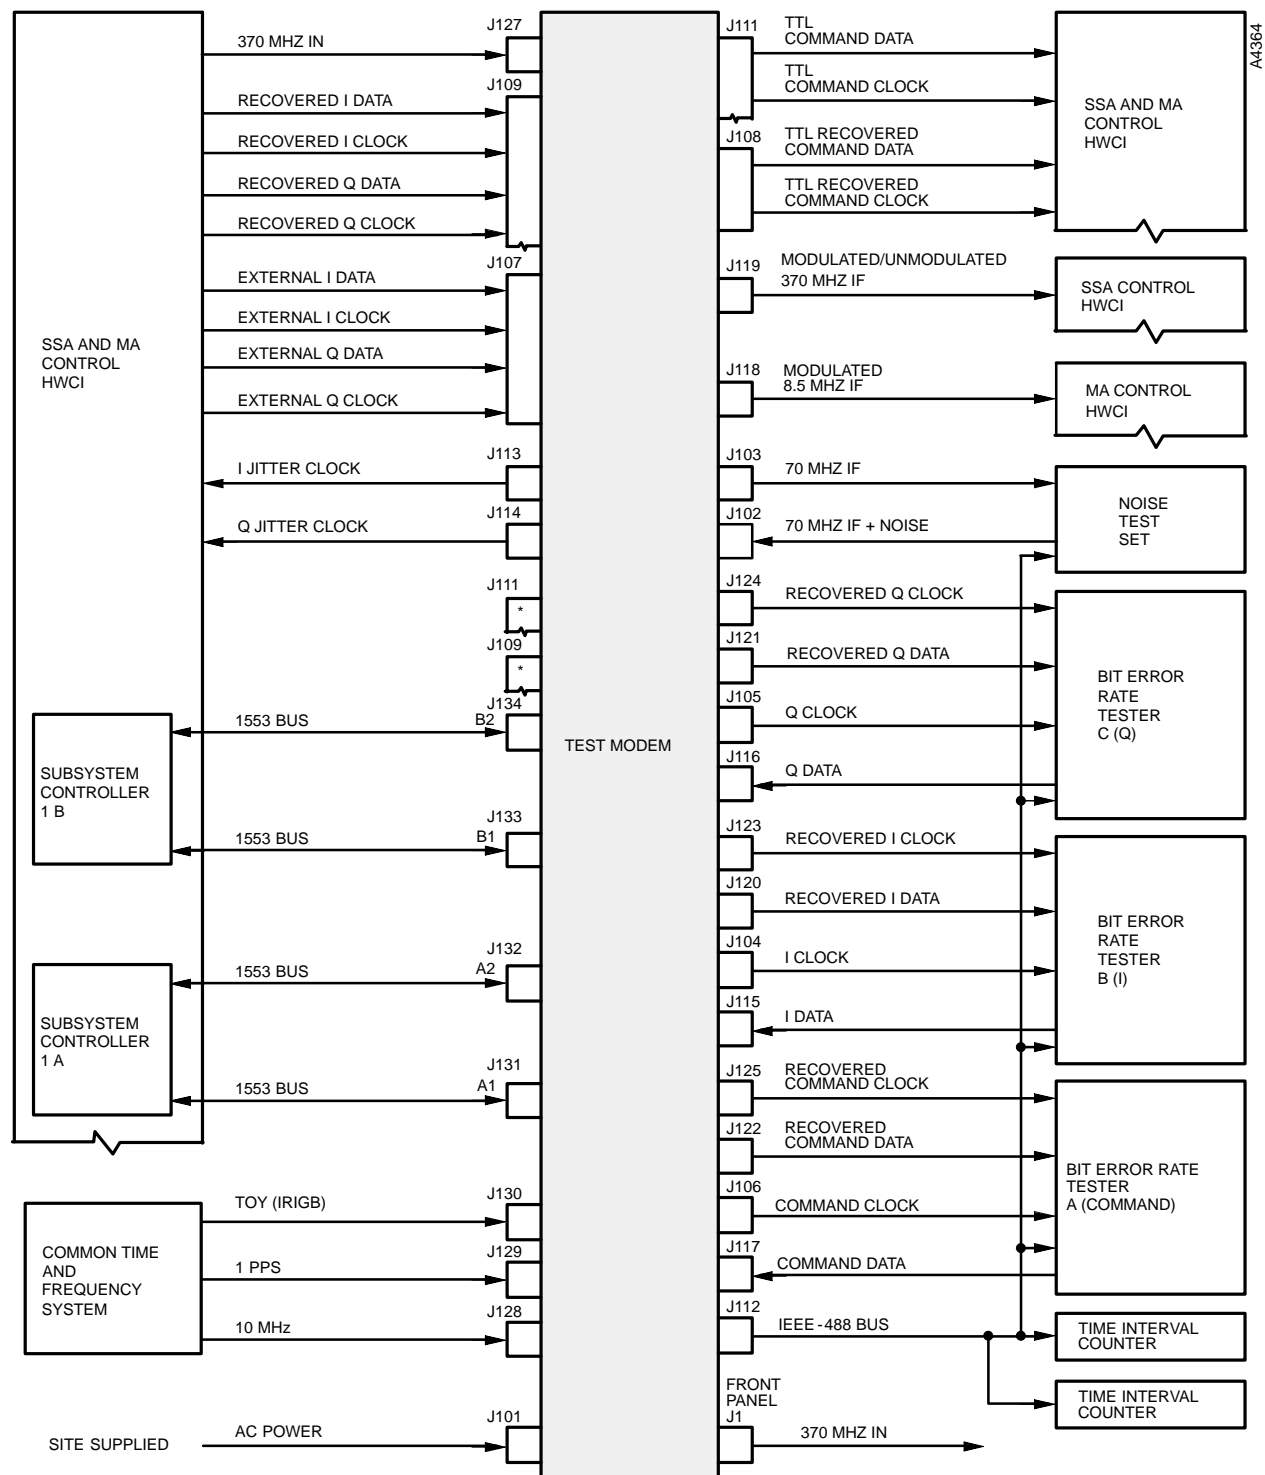 A4364
SSA AND MA
CONTROL
HWCI
370 MHZ IN
J127
RECOVERED I DATA
J109
RECOVERED I CLOCK
RECOVERED Q DATA
RECOVERED Q CLOCK
EXTERNAL I DATA
J107
EXTERNAL I CLOCK
EXTERNAL Q DATA
EXTERNAL Q CLOCK
I JITTER CLOCK
J113
Q JITTER CLOCK
J114
J111
*
J109
*
SUBSYSTEM
CONTROLLER
1 B
1553 BUS
B2
J134
1553 BUS
B1
J133
SUBSYSTEM
CONTROLLER
1 A
1553 BUS
A2
J132
1553 BUS
A1
J131
COMMON TIME
AND
FREQUENCY
SYSTEM
TOY (IRIGB)
J130
1 PPS
J129
10 MHz
J128
SITE SUPPLIED
AC POWER
J101
TEST MODEM
J111
TTL
COMMAND DATA
TTL
COMMAND CLOCK
J108
TTL RECOVERED
COMMAND DATA
TTL RECOVERED
COMMAND CLOCK
SSA AND MA
CONTROL
HWCI
J119
MODULATED/UNMODULATED
370 MHZ IF
SSA CONTROL
HWCI
J118
MODULATED
8.5 MHZ IF
MA CONTROL
HWCI
J103
70 MHZ IF
J102
70 MHZ IF + NOISE
NOISE
TEST
SET
J124
RECOVERED Q CLOCK
J121
RECOVERED Q DATA
J105
Q CLOCK
J116
Q DATA
BIT ERROR
RATE
TESTER
C (Q)
J123
RECOVERED I CLOCK
J120
RECOVERED I DATA
J104
I CLOCK
J115
I DATA
BIT ERROR
RATE
TESTER
B (I)
J125
RECOVERED
COMMAND CLOCK
J122
RECOVERED
COMMAND DATA
J106
COMMAND CLOCK
J117
COMMAND DATA
BIT ERROR RATE
TESTER
A (COMMAND)
J112
IEEE - 488 BUS
TIME INTERVAL
COUNTER
TIME INTERVAL
COUNTER
FRONT
PANEL
J1
370 MHZ IN